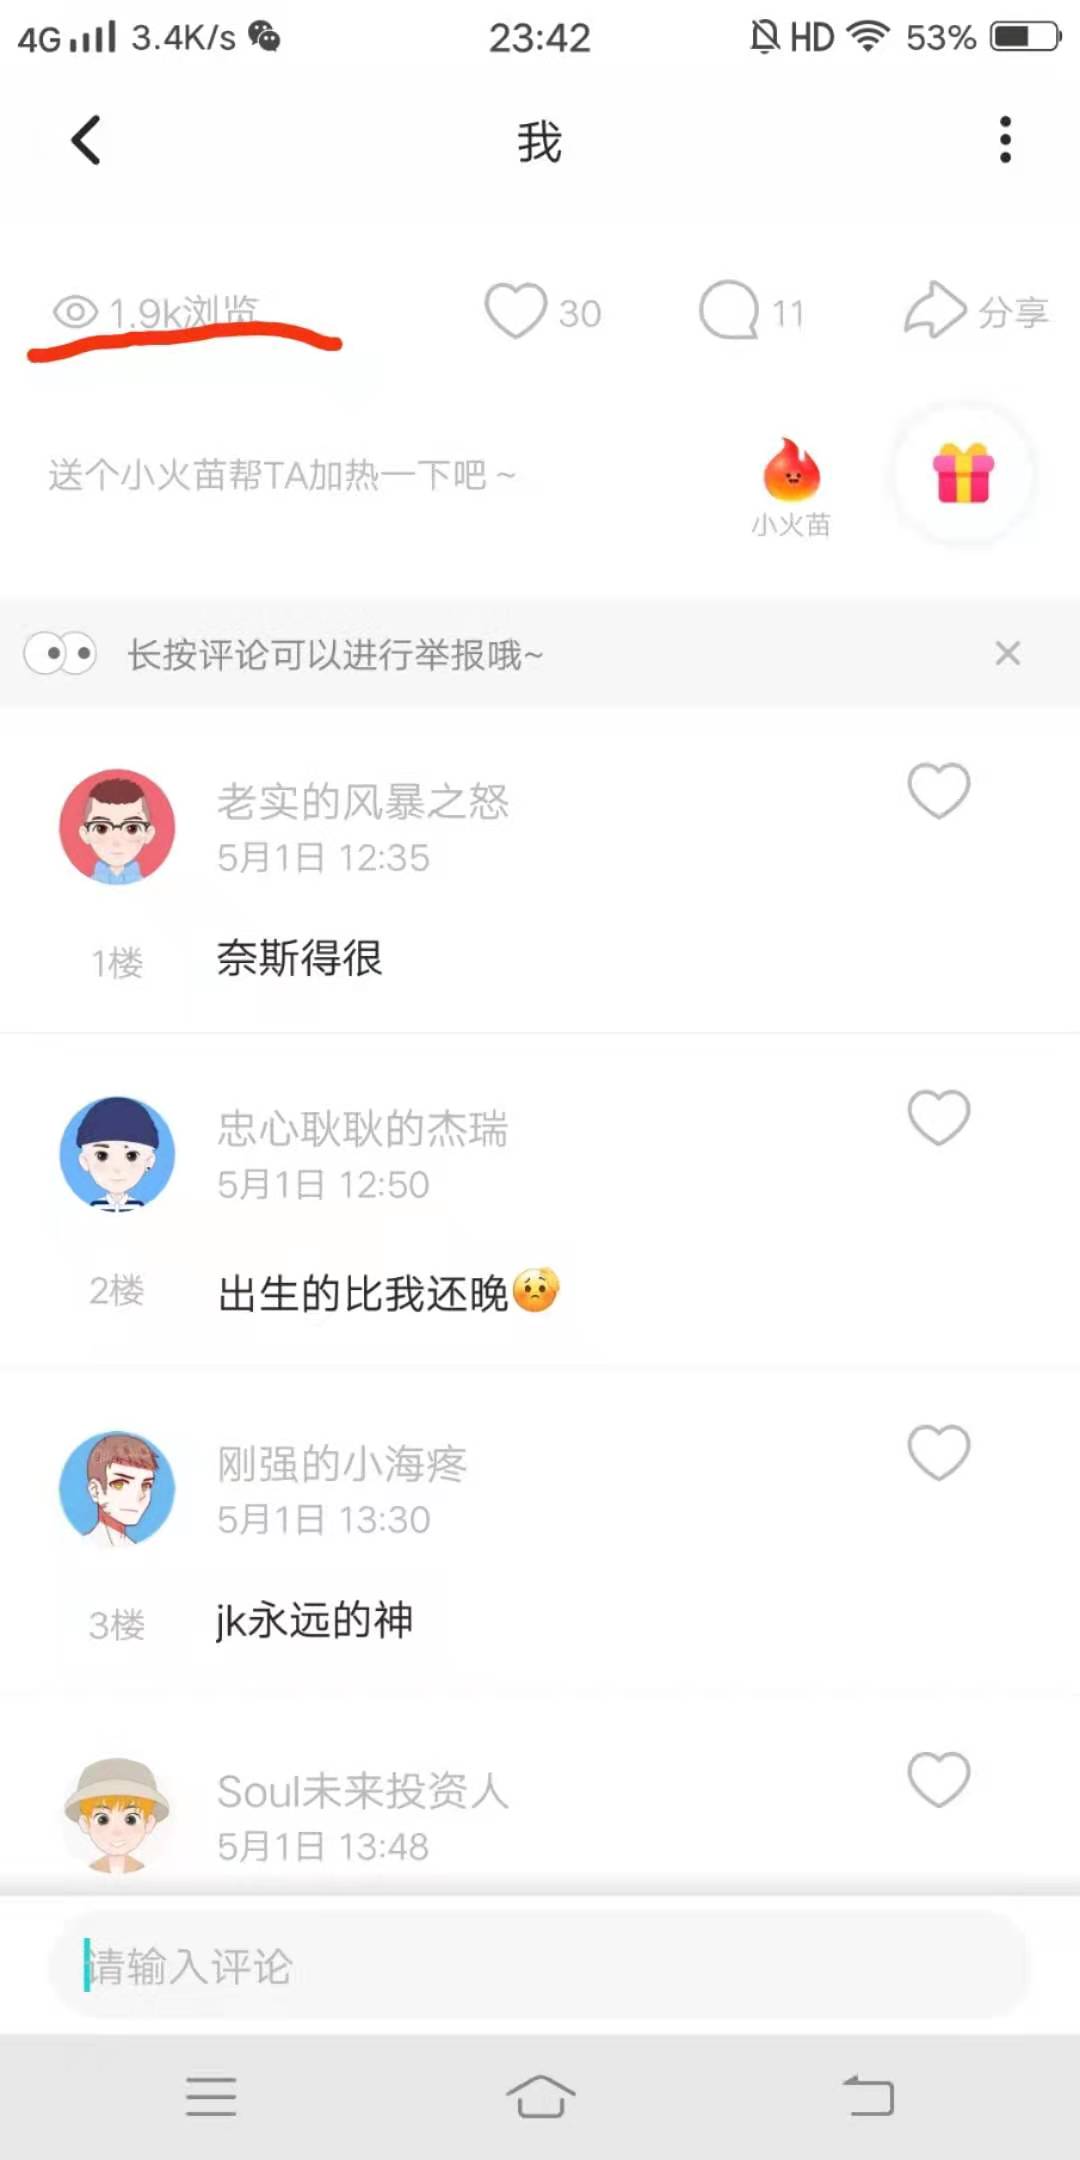 4G 3.4K/s 23:42 HD 53%
我
1.9k浏览 30 11 分享
送个小火苗帮TA加热一下吧~
小火苗
长按评论可以进行举报哦~
老实的风暴之怒
5月1日 12:35
1楼 奈斯得很
忠心耿耿的杰瑞
5月1日 12:50
2楼 出生的比我还晚
刚强的小海疼
5月1日 13:30
3楼 jk永远的神
Soul未来投资人
5月1日 13:48
请输入评论